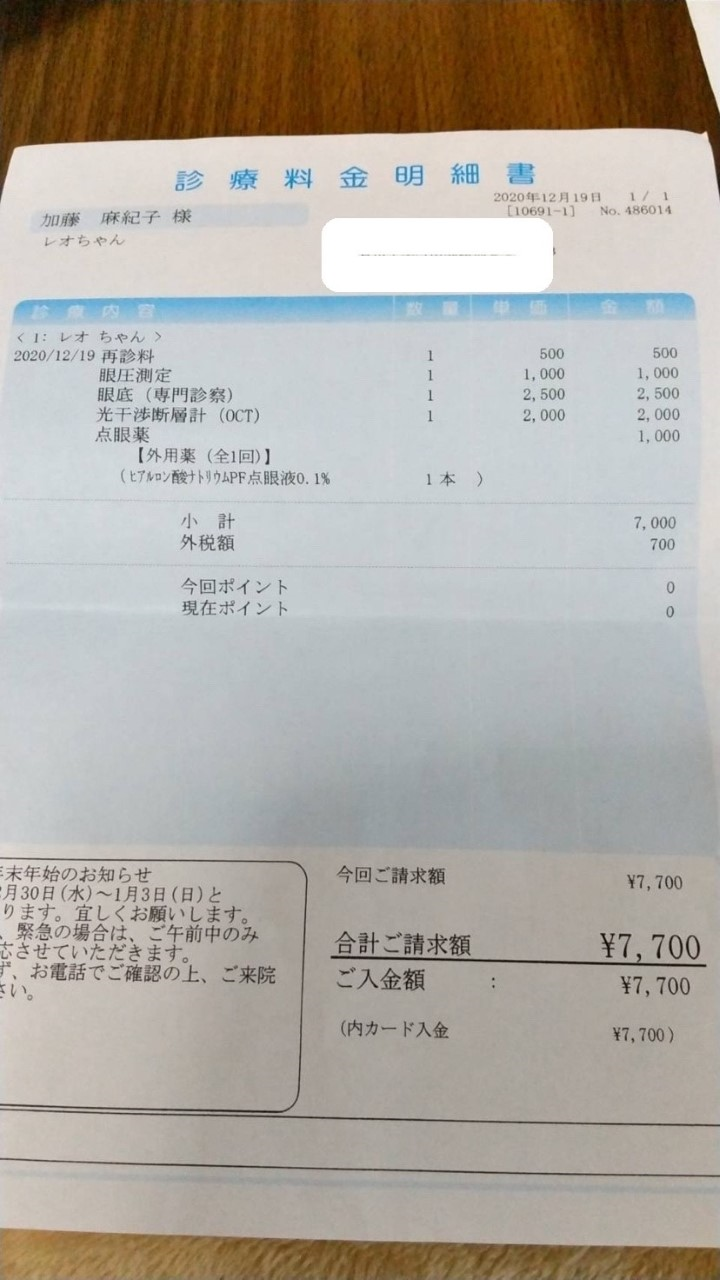 診療料金明細書
2020年12月19日 1/ 1
加藤 麻紀子 様 [10691-1] No. 486014
レオちゃん
診療内容 数量 単価 金額
< 1: レオ ちゃん >
2020/12/19 再診料 1 500 500
眼圧測定 1 1,000 1,000
眼底（専門診察） 1 2,500 2,500
光干渉断層計（OCT） 1 2,000 2,000
点眼薬 1,000
【外用薬（全1回）】
（ﾋｱﾙﾛﾝ酸ﾅﾄﾘｳﾑPF点眼液0.1% 1 本 ）
小 計 7,000
外税額 700
今回ポイント 0
現在ポイント 0
末年始のお知らせ
月30日(水)～1月3日(日)と
ります。宜しくお願いします。
、緊急の場合は、ご午前中のみ
応させていただきます。
ず、お電話でご確認の上、ご来院
さい。
今回ご請求額 ¥7,700
合計ご請求額 ¥7,700
ご入金額 : ¥7,700
(内カード入金 ¥7,700)